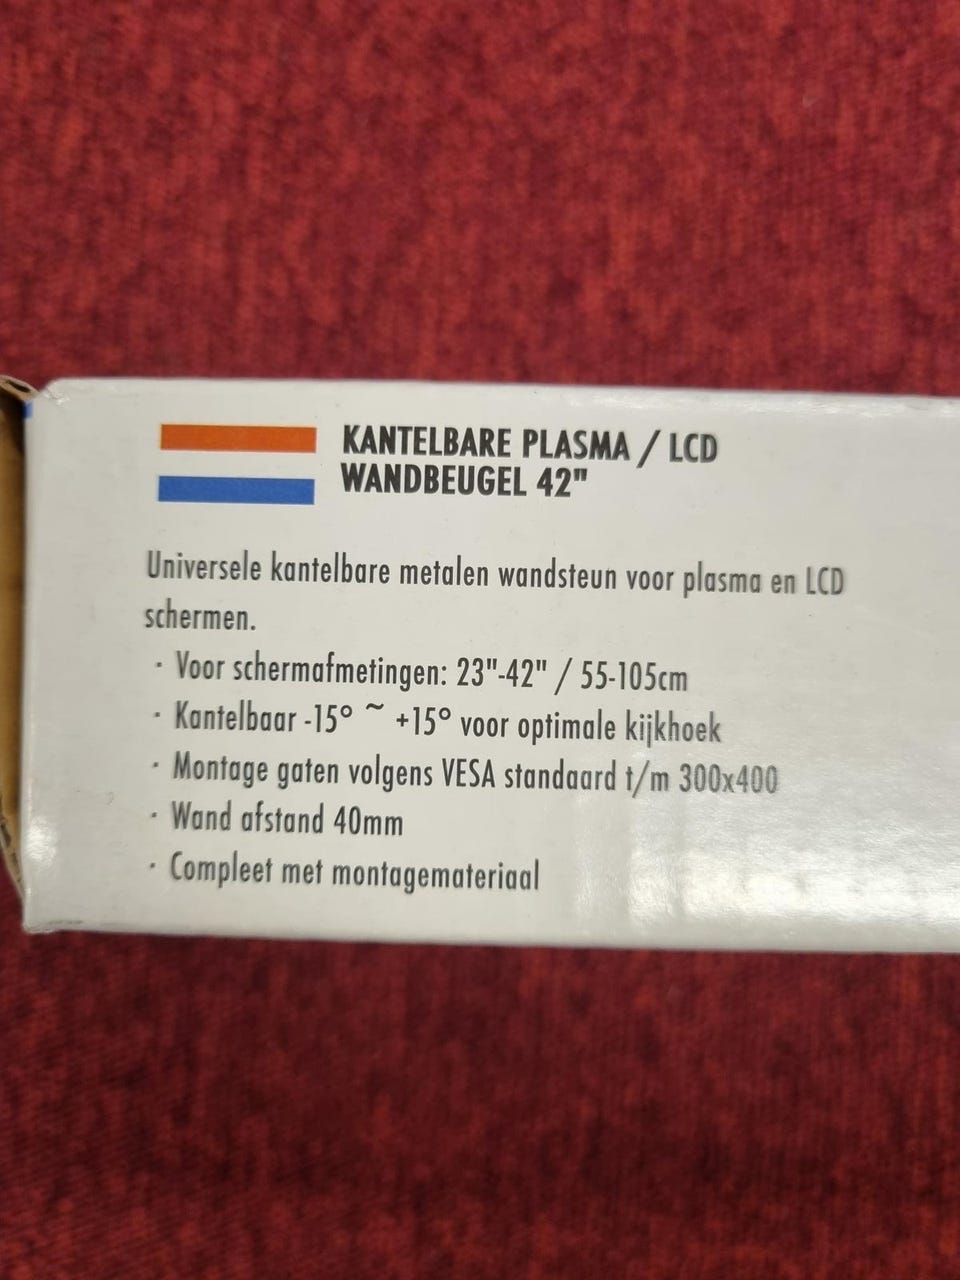 KANTELBARE PLASMA / LCD
WANDBEUGEL 42"
Universele kantelbare metalen wandsteun voor plasma en LCD
schermen.
· Voor schermafmetingen: 23"-42" / 55-105cm
· Kantelbaar -15° ~ +15° voor optimale kijkhoek
· Montage gaten volgens VESA standaard t/m 300x400
· Wand afstand 40mm
· Compleet met montagemateriaal